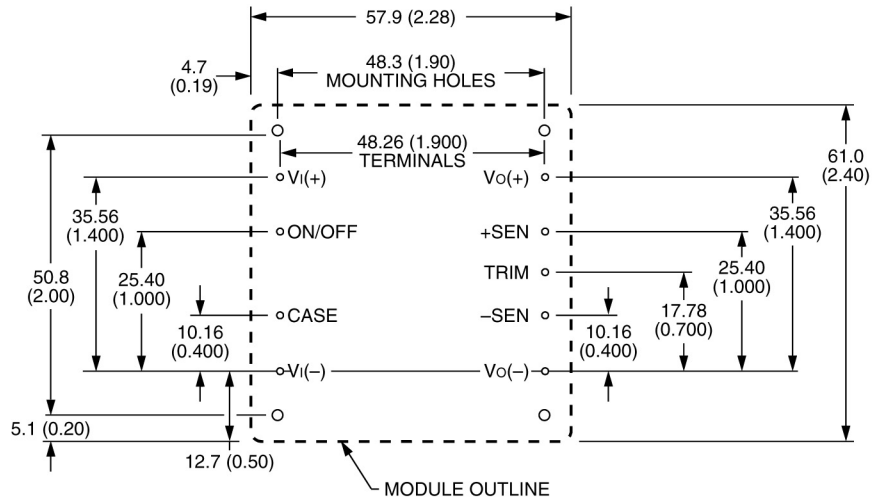 57.9 (2.28)
4.7
(0.19)
48.3 (1.90)
MOUNTING HOLES
48.26 (1.900)
TERMINALS
61.0
(2.40)
VI(+)
VO(+)
35.56
(1.400)
35.56
(1.400)
ON/OFF
+SEN
50.8
(2.00)
25.40
(1.000)
TRIM
25.40
(1.000)
CASE
–SEN
17.78
(0.700)
10.16
(0.400)
10.16
(0.400)
VI(–)
VO(–)
5.1 (0.20)
12.7 (0.50)
MODULE OUTLINE